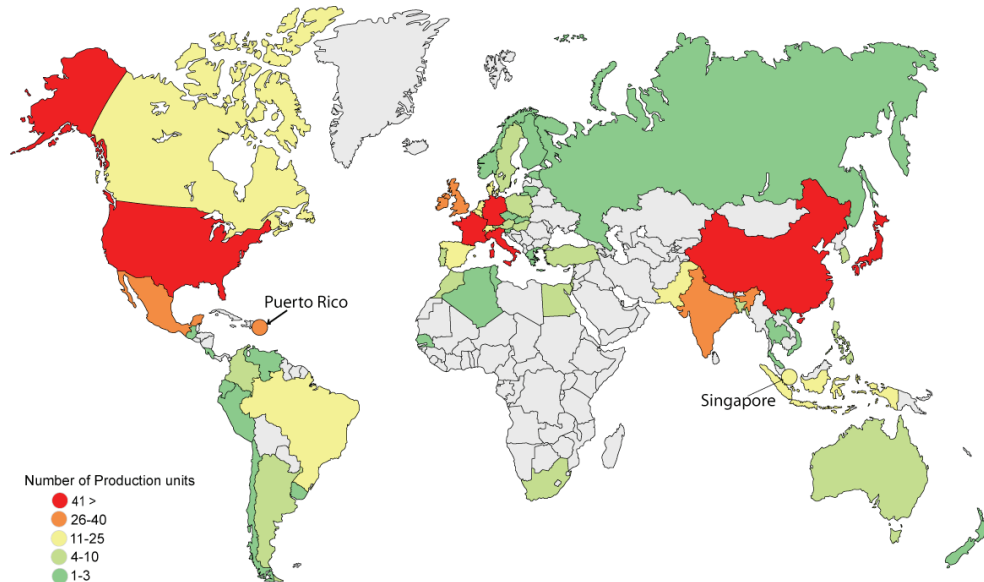 Puerto Rico
Singapore
Number of Production units
41 >
26-40
11-25
4-10
1-3